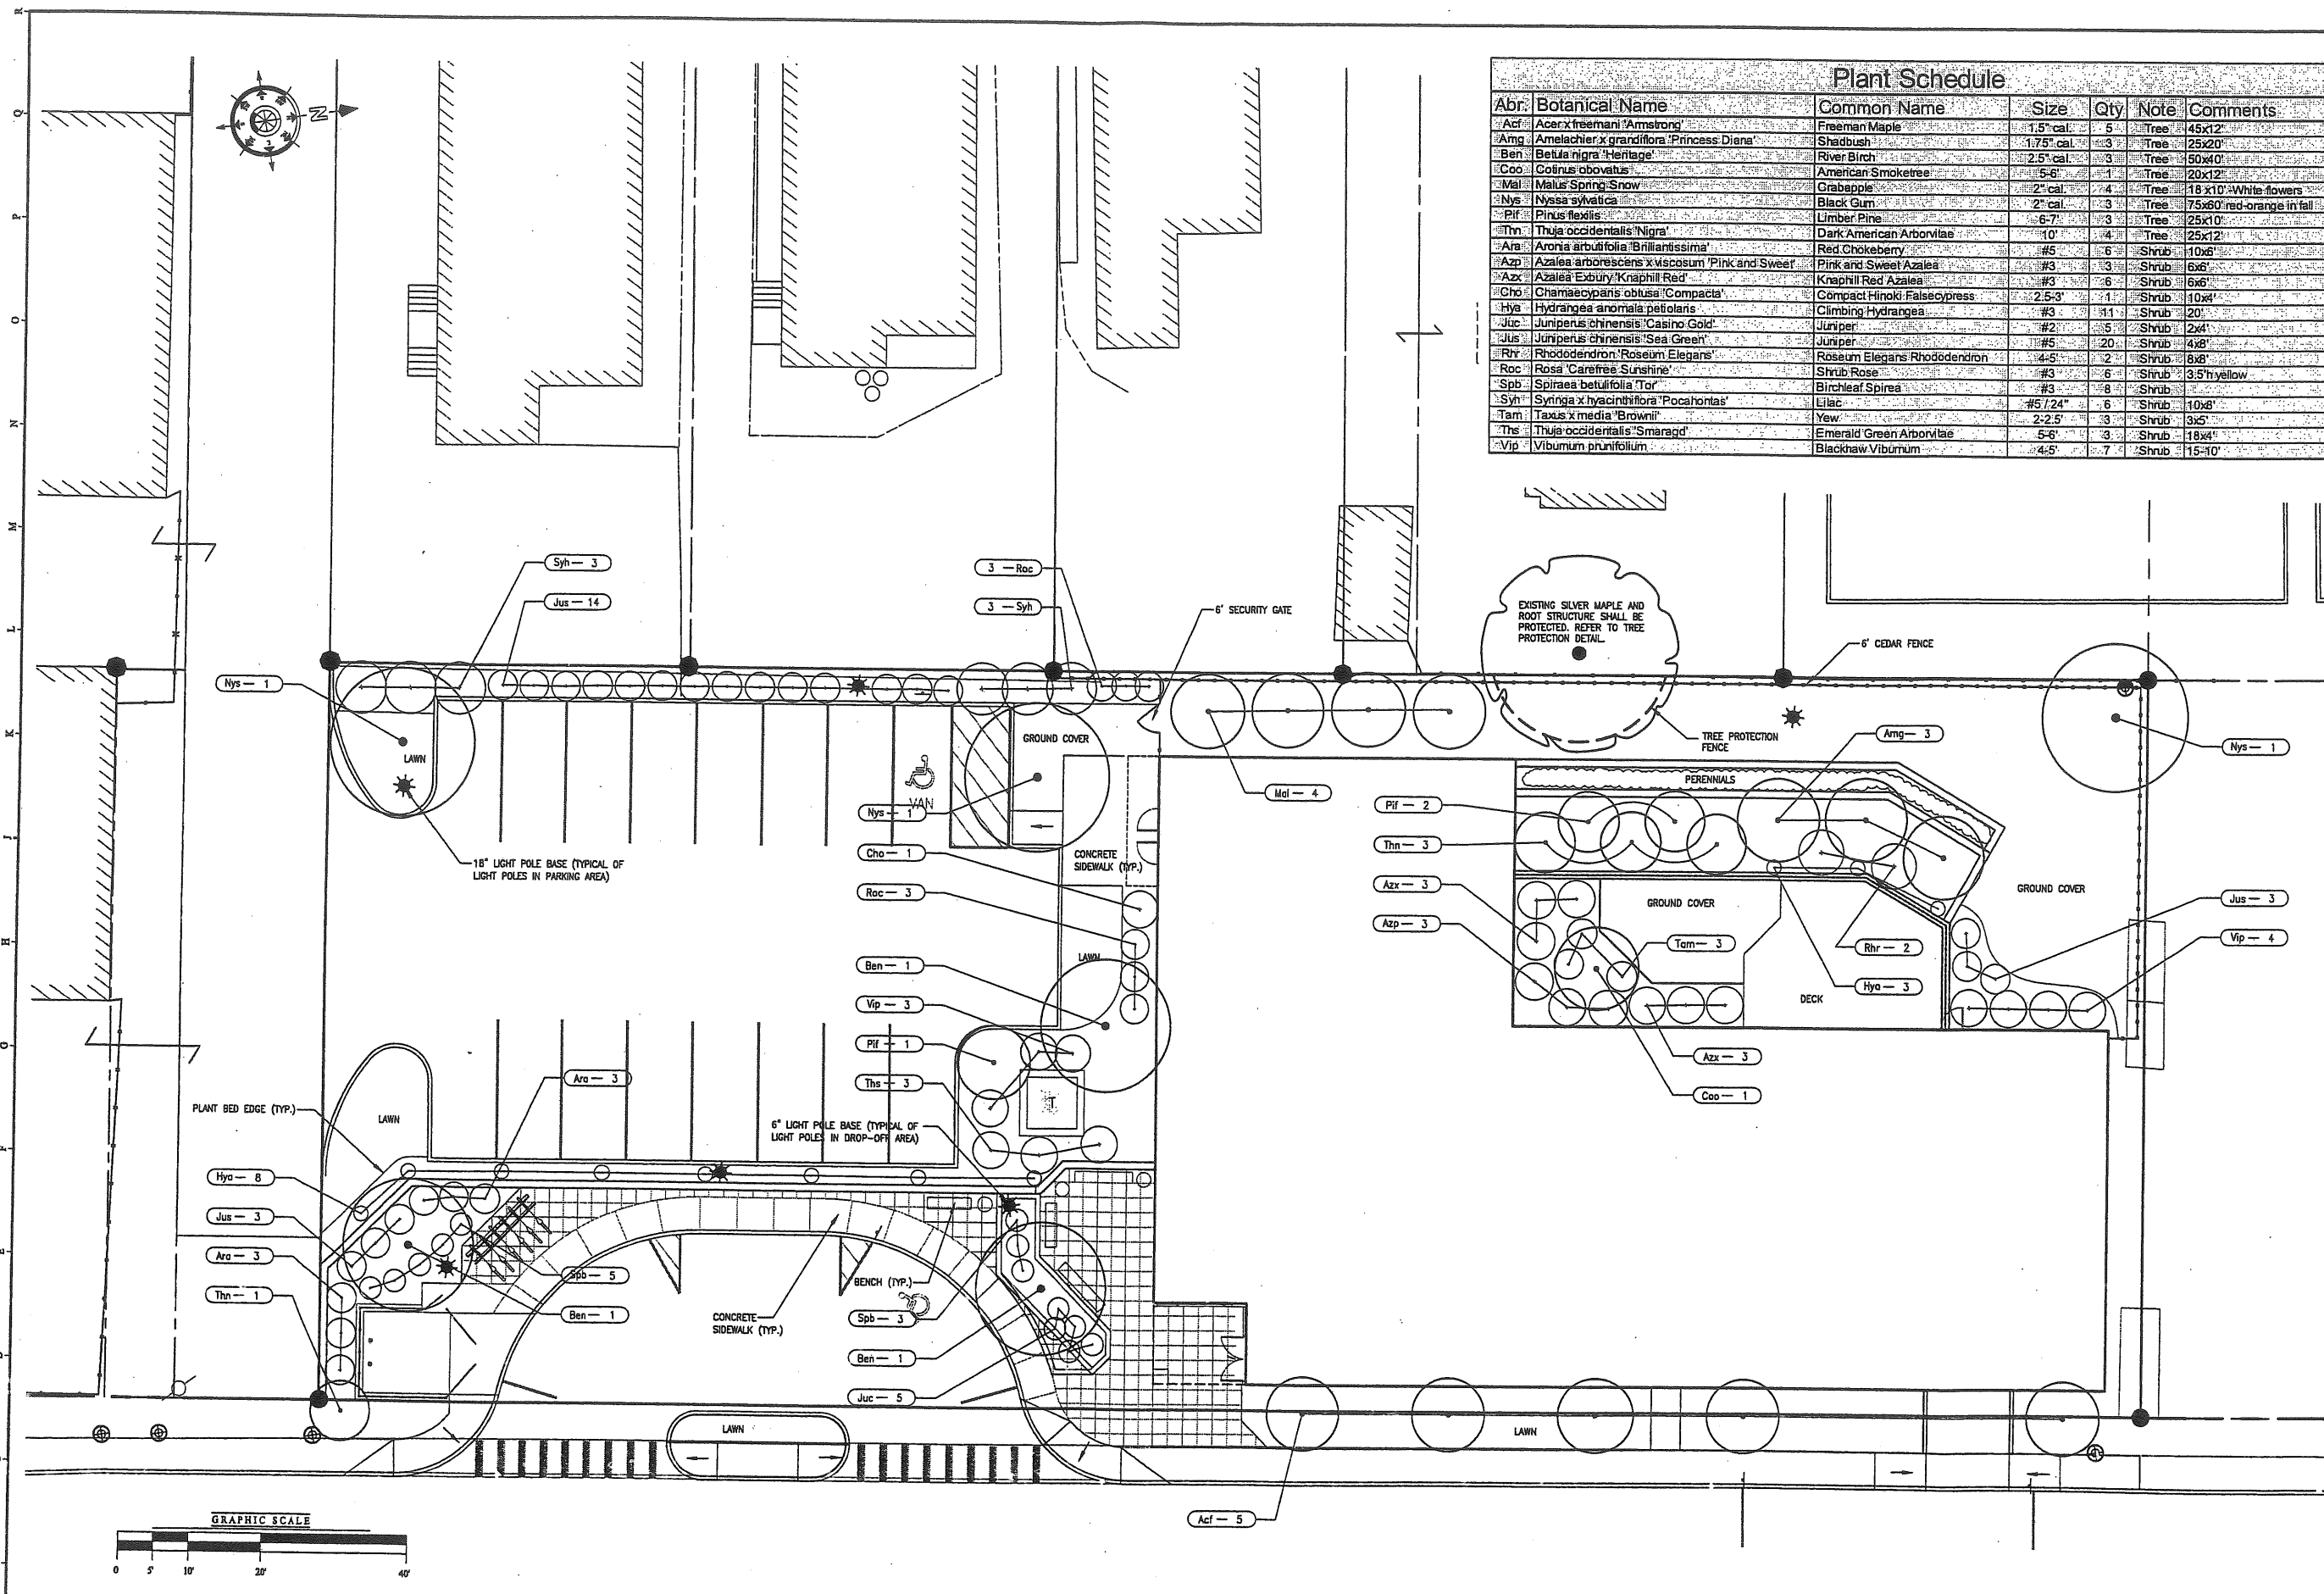 Plant Schedule
Abr. Botanical Name Common Name Size Qty Note Comments
Acf Acer x freemani 'Armstrong' Freeman Maple 1.5" cal. 5 Tree 45x12'
Amg Amelachier x grandiflora 'Princess Diana' Shadbush 1.75" cal. 3 Tree 25x20'
Ben Betula nigra 'Heritage' River Birch 2.5" cal. 3 Tree 50x40'
Coo Cotinus obovatus American Smoketree 5-6' 1 Tree 20x12'
Mal Malus Spring Snow Crabapple 2" cal. 4 Tree 18 x10'-White flowers
Nys Nyssa sylvatica Black Gum 2" cal. 3 Tree 75x60' red-orange in fall
Pif Pinus flexilis Limber Pine 6-7' 3 Tree 25x10'
Thn Thuja occidentalis 'Nigra' Dark American Arborvitae 10' 4 Tree 25x12'
Ara Aronia arbutifolia 'Brilliantissima' Red Chokeberry #5 6 Shrub 10x6'
Azp Azalea arborescens x viscosum 'Pink and Sweet' Pink and Sweet Azalea #3 3 Shrub 6x6'
Azx Azalea Exbury 'Knaphill Red' Knaphill Red Azalea #3 6 Shrub 6x6'
Cho Chamaecyparis obtusa 'Compacta' Compact Hinoki Falsecypress 2.5-3' 1 Shrub 10x4'
Hya Hydrangea anomala petiolaris Climbing Hydrangea #3 11 Shrub 20'
Juc Juniperus chinensis 'Casino Gold' Juniper #2 5 Shrub 2x4'
Jus Juniperus chinensis 'Sea Green' Juniper #5 20 Shrub 4x8'
Rhr Rhododendron 'Roseum Elegans' Roseum Elegans Rhododendron 4-5' 2 Shrub 8x8'
Roc Rosa 'Carefree Sunshine' Shrub Rose #3 6 Shrub 3.5'h yellow
Spb Spiraea betulifolia 'Tor' Birchleaf Spirea #3 8 Shrub
Syh Syringa x hyacinthiflora 'Pocahontas' Lilac #5 / 24" 6 Shrub 10x8'
Tam Taxus x media 'Brownii' Yew 2-2.5' 3 Shrub 3x5'
Ths Thuja occidentalis 'Smaragd' Emerald Green Arborvitae 5-6' 3 Shrub 18x4'
Vip Viburnum prunifolium Blackhaw Viburnum 4-5' 7 Shrub 15-10'
R
Q
P
O
N
M
L
K
J
H
G
F
E
D
N
Syh — 3
Jus — 14
3 — Roc
3 — Syh
6' SECURITY GATE
EXISTING SILVER MAPLE AND
ROOT STRUCTURE SHALL BE
PROTECTED. REFER TO TREE
PROTECTION DETAIL.
6' CEDAR FENCE
Nys — 1
LAWN
GROUND COVER
VAN
Nys — 1
TREE PROTECTION
FENCE
Amg — 3
Nys — 1
Mal — 4
PERENNIALS
Pif — 2
Thn — 3
18" LIGHT POLE BASE (TYPICAL OF
LIGHT POLES IN PARKING AREA)
Cho — 1
CONCRETE
SIDEWALK (TYP.)
Roc — 3
Azx — 3
Azp — 3
GROUND COVER
GROUND COVER
Jus — 3
Vip — 4
Tam — 3
Rhr — 2
Hya — 3
DECK
LAWN
Ben — 1
Vip — 3
Pif — 1
Ths — 3
Azx — 3
Coo — 1
T
Ara — 3
PLANT BED EDGE (TYP.)
LAWN
6" LIGHT POLE BASE (TYPICAL OF
LIGHT POLES IN DROP-OFF AREA)
Hya — 8
Jus — 3
Ara — 3
Thn — 1
Spb — 5
Ben — 1
BENCH (TYP.)
CONCRETE
SIDEWALK (TYP.)
Spb — 3
Ben — 1
Juc — 5
LAWN
LAWN
Acf — 5
GRAPHIC SCALE
0 5' 10' 20' 40'